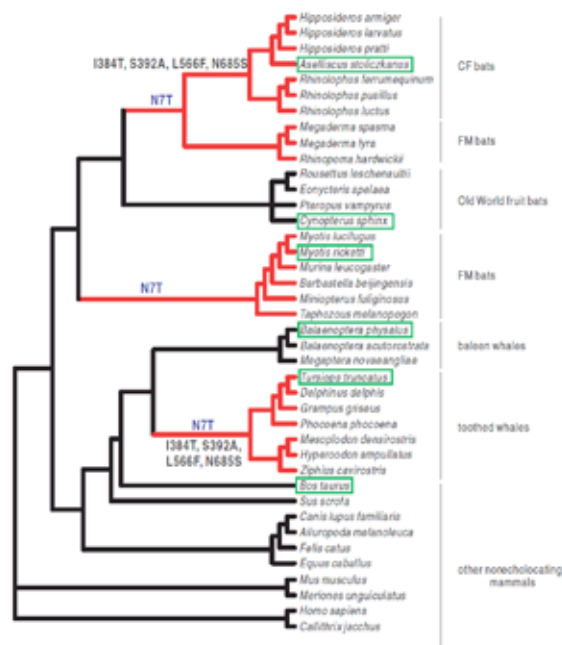 Hipposideros armiger
Hipposideros larvatus
Hipposideros pratti
I384T, S392A, L566F, N685S
Aselliscus stoliczkanus
CF bats
Rhinolophus ferrumequinum
Rhinolophus pusillus
N7T
Rhinolophus luctus
Megaderma spasma
Megaderma lyra
FM bats
Rhinopoma hardwickii
Rousettus leschenaultii
Eonycteris spelaea
Old World fruit bats
Pteropus vampyrus
Cynopterus sphinx
Myotis lucifugus
Myotis ricketti
Murina leucogaster
FM bats
Barbastella beijingensis
N7T
Miniopterus fuliginosus
Taphozous melanopogon
Balaenoptera physalus
Balaenoptera acutorostrata
baleen whales
Megaptera novaeangliae
Tursiops truncatus
Delphinus delphis
Grampus griseus
N7T
Phocoena phocoena
toothed whales
I384T, S392A,
L566F, N685S
Mesoplodon densirostris
Hyperoodon ampullatus
Ziphius cavirostris
Bos taurus
Sus scrofa
Canis lupus familiaris
Ailuropoda melanoleuca
Felis catus
Equus caballus
other nonecholocating
mammals
Mus musculus
Meriones unguiculatus
Homo sapiens
Callithrix jacchus